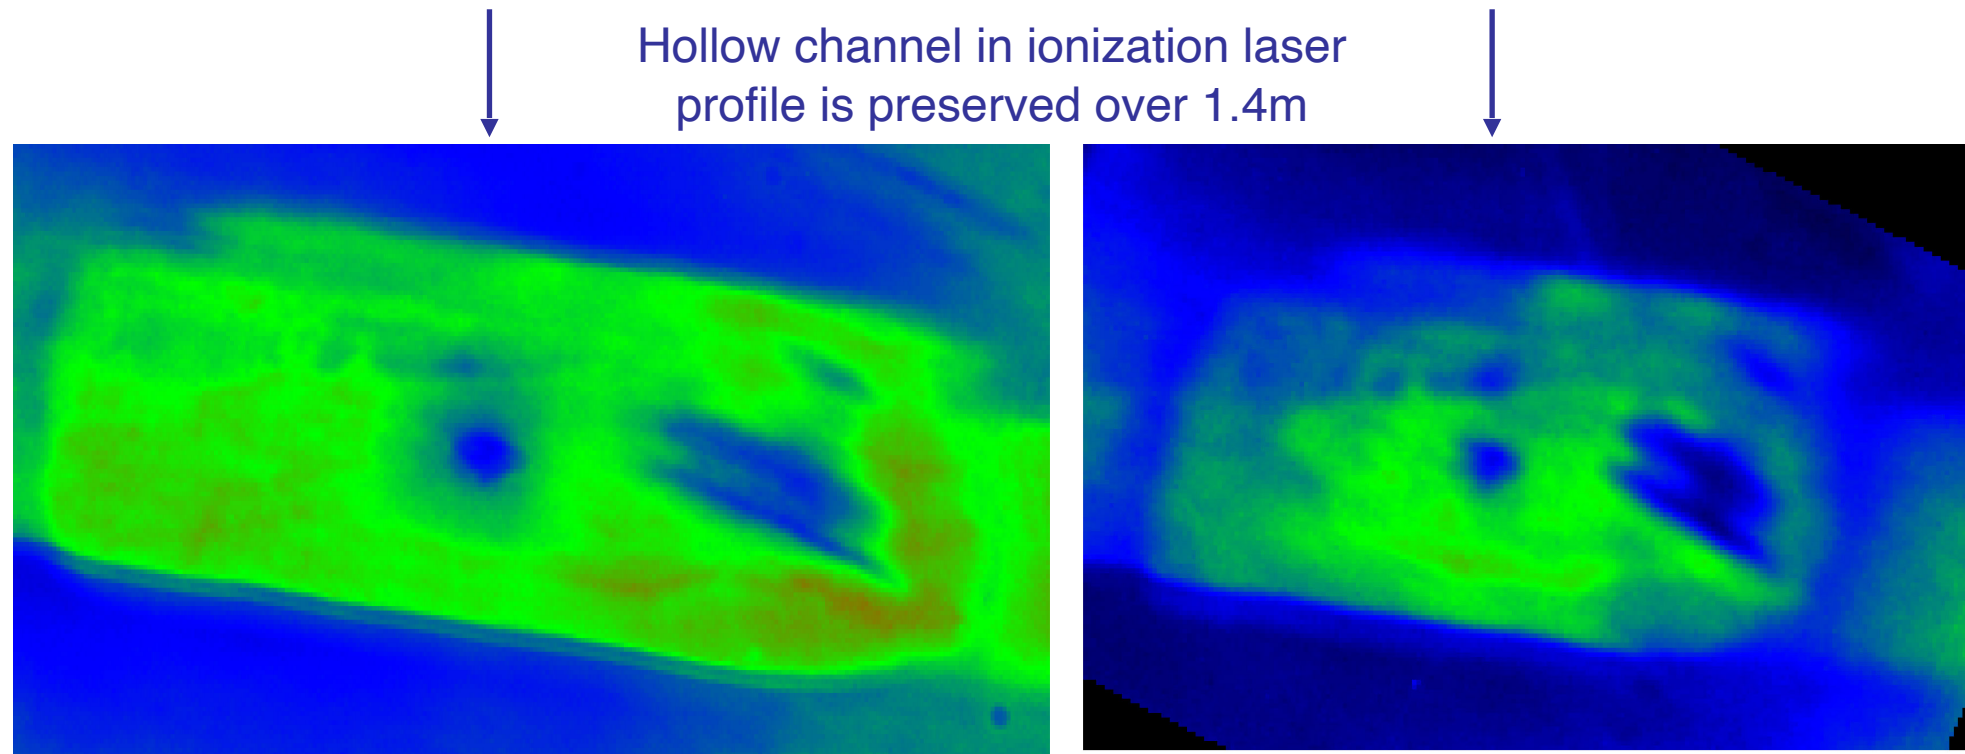 Hollow channel in ionization laser
profile is preserved over 1.4m